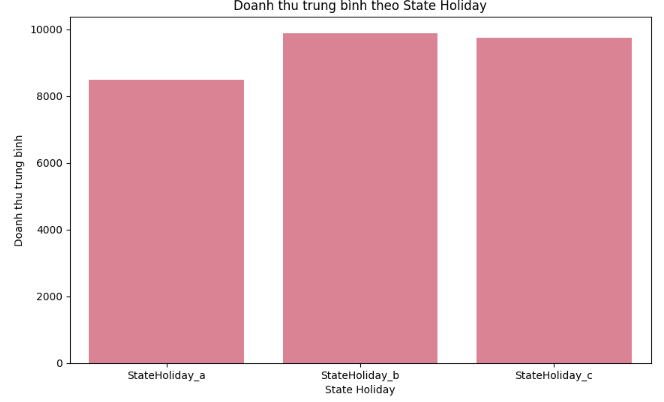 Doanh thu trung bình theo State Holiday
Doanh thu trung bình
10000
8000
6000
4000
2000
0
StateHoliday_a StateHoliday_b StateHoliday_c
State Holiday